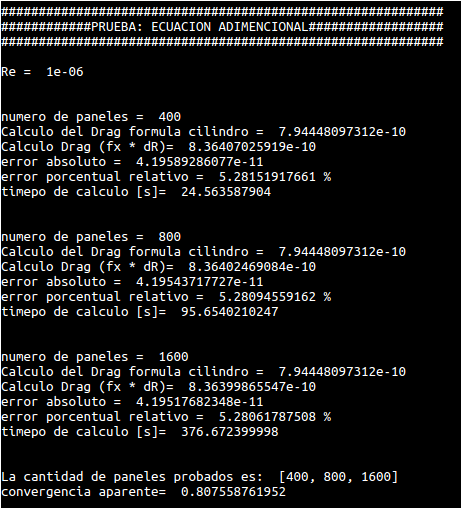 ###########################################################
############PRUEBA: ECUACION ADIMENCIONAL##################
###########################################################
Re =  1e-06
numero de paneles =  400
Calculo del Drag formula cilindro =  7.94448097312e-10
Calculo Drag (fx * dR)=  8.36407025919e-10
error absoluto =  4.19589286077e-11
error porcentual relativo =  5.28151917661 %
timepo de calculo [s]=  24.563587904
numero de paneles =  800
Calculo del Drag formula cilindro =  7.94448097312e-10
Calculo Drag (fx * dR)=  8.36402469084e-10
error absoluto =  4.19543717727e-11
error porcentual relativo =  5.28094559162 %
timepo de calculo [s]=  95.6540210247
numero de paneles =  1600
Calculo del Drag formula cilindro =  7.94448097312e-10
Calculo Drag (fx * dR)=  8.36399865547e-10
error absoluto =  4.19517682348e-11
error porcentual relativo =  5.28061787508 %
timepo de calculo [s]=  376.672399998
La cantidad de paneles probados es:  [400, 800, 1600]
convergencia aparente=  0.807558761952